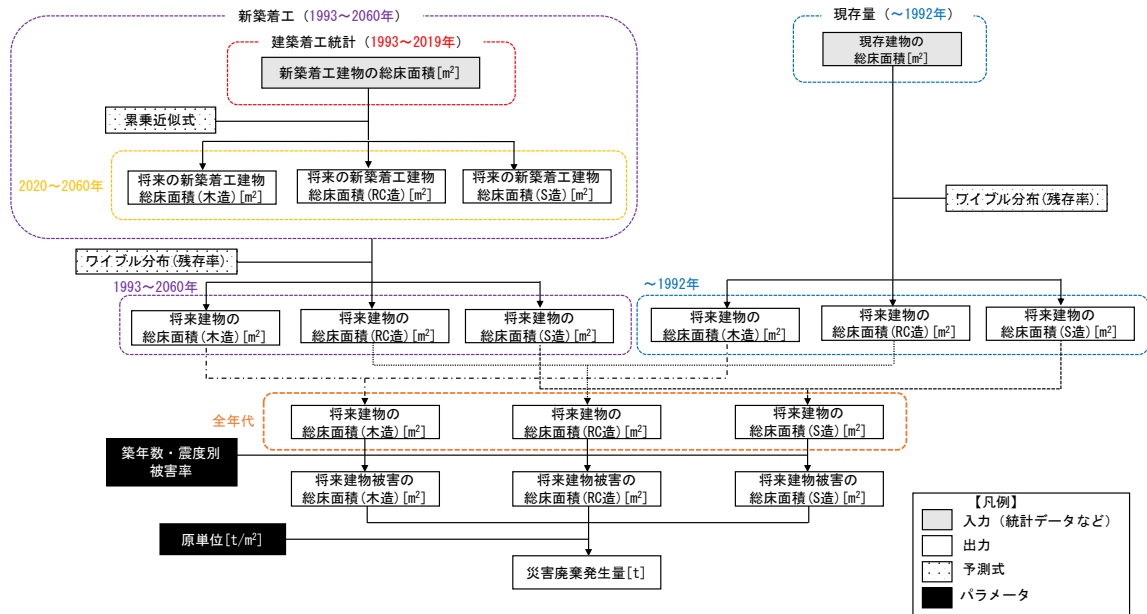 新築着工（1993～2060年）
建築着工統計（1993～2019年）
新築着工建物の総床面積[m²]
累乗近似式
2020～2060年
将来の新築着工建物
総床面積(木造)[m²]
将来の新築着工建物
総床面積(RC造)[m²]
将来の新築着工建物
総床面積(S造)[m²]
現存量（～1992年）
現存建物の
総床面積[m²]
ワイブル分布(残存率)
ワイブル分布(残存率)
1993～2060年
将来建物の
総床面積(木造)[m²]
将来建物の
総床面積(RC造)[m²]
将来建物の
総床面積(S造)[m²]
～1992年
将来建物の
総床面積(木造)[m²]
将来建物の
総床面積(RC造)[m²]
将来建物の
総床面積(S造)[m²]
全年代
将来建物の
総床面積(木造)[m²]
将来建物の
総床面積(RC造)[m²]
将来建物の
総床面積(S造)[m²]
築年数・震度別
被害率
将来建物被害の
総床面積(木造)[m²]
将来建物被害の
総床面積(RC造)[m²]
将来建物被害の
総床面積(S造)[m²]
原単位[t/m²]
災害廃棄発生量[t]
【凡例】
入力（統計データなど）
出力
予測式
パラメータ